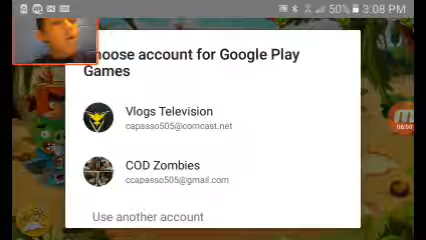 50% 3:08 PM
Choose account for Google Play
Games
Vlogs Television
capasso505@comcast.net
COD Zombies
ccapasso505@gmail.com
Use another account